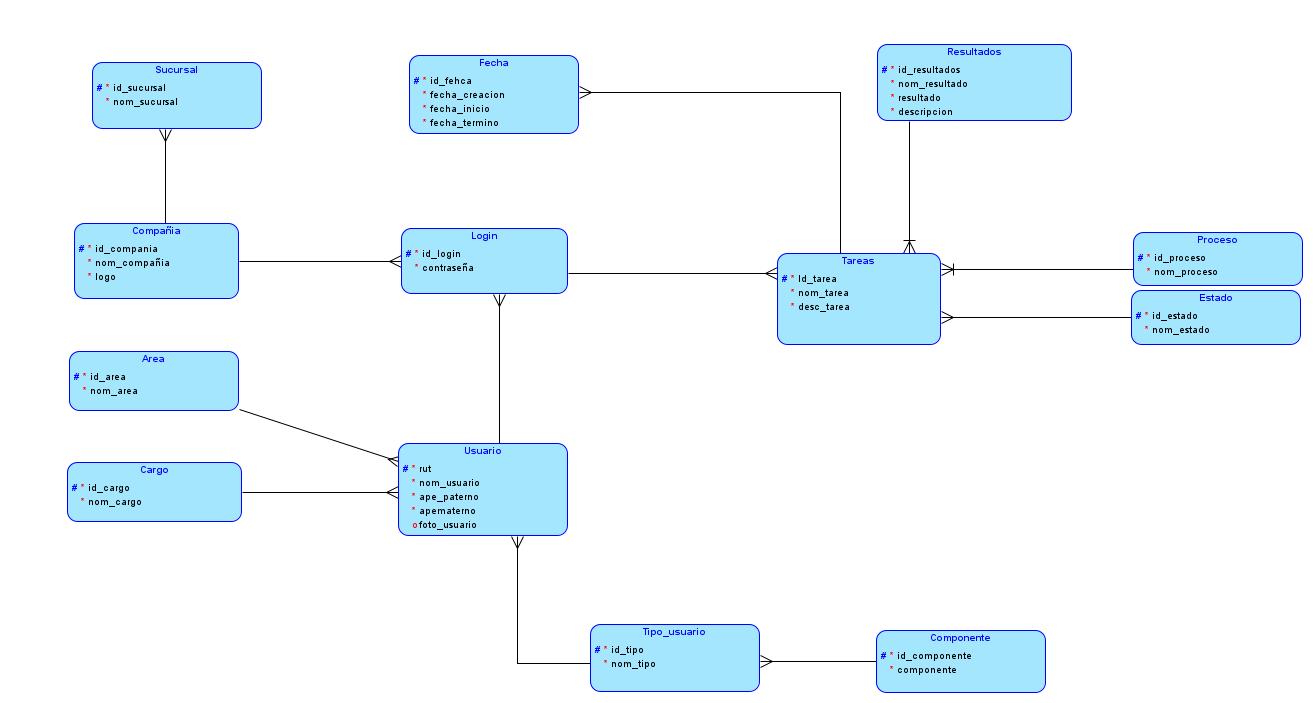 Sucursal
# * id_sucursal
* nom_sucursal
Fecha
# * id_fehca
* fecha_creacion
* fecha_inicio
* fecha_termino
Resultados
# * id_resultados
* nom_resultado
* resultado
* descripcion
Compañia
# * id_compania
* nom_compañia
* logo
Login
# * id_login
* contraseña
Tareas
# * Id_tarea
* nom_tarea
* desc_tarea
Proceso
# * id_proceso
* nom_proceso
Estado
# * id_estado
* nom_estado
Area
# * id_area
* nom_area
Cargo
# * id_cargo
* nom_cargo
Usuario
# * rut
* nom_usuario
* ape_paterno
* apematerno
o foto_usuario
Tipo_usuario
# * id_tipo
* nom_tipo
Componente
# * id_componente
* componente